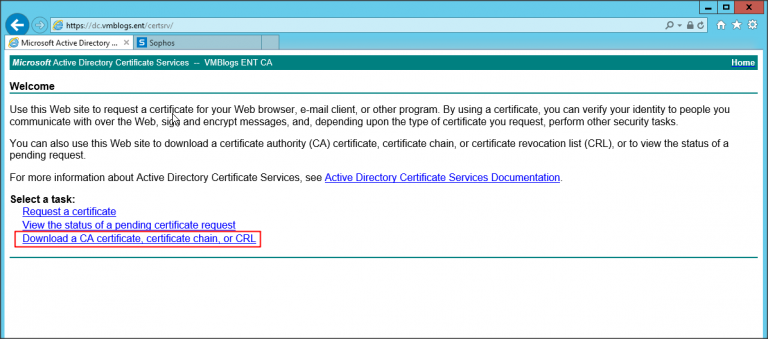 https://dc.vmblogs.ent/certsrv/
Microsoft Active Directory ...
Sophos
Microsoft Active Directory Certificate Services -- VMBlogs ENT CA
Home
Welcome
Use this Web site to request a certificate for your Web browser, e-mail client, or other program. By using a certificate, you can verify your identity to people you
communicate with over the Web, sign and encrypt messages, and, depending upon the type of certificate you request, perform other security tasks.
You can also use this Web site to download a certificate authority (CA) certificate, certificate chain, or certificate revocation list (CRL), or to view the status of a
pending request.
For more information about Active Directory Certificate Services, see Active Directory Certificate Services Documentation.
Select a task:
Request a certificate
View the status of a pending certificate request
Download a CA certificate, certificate chain, or CRL